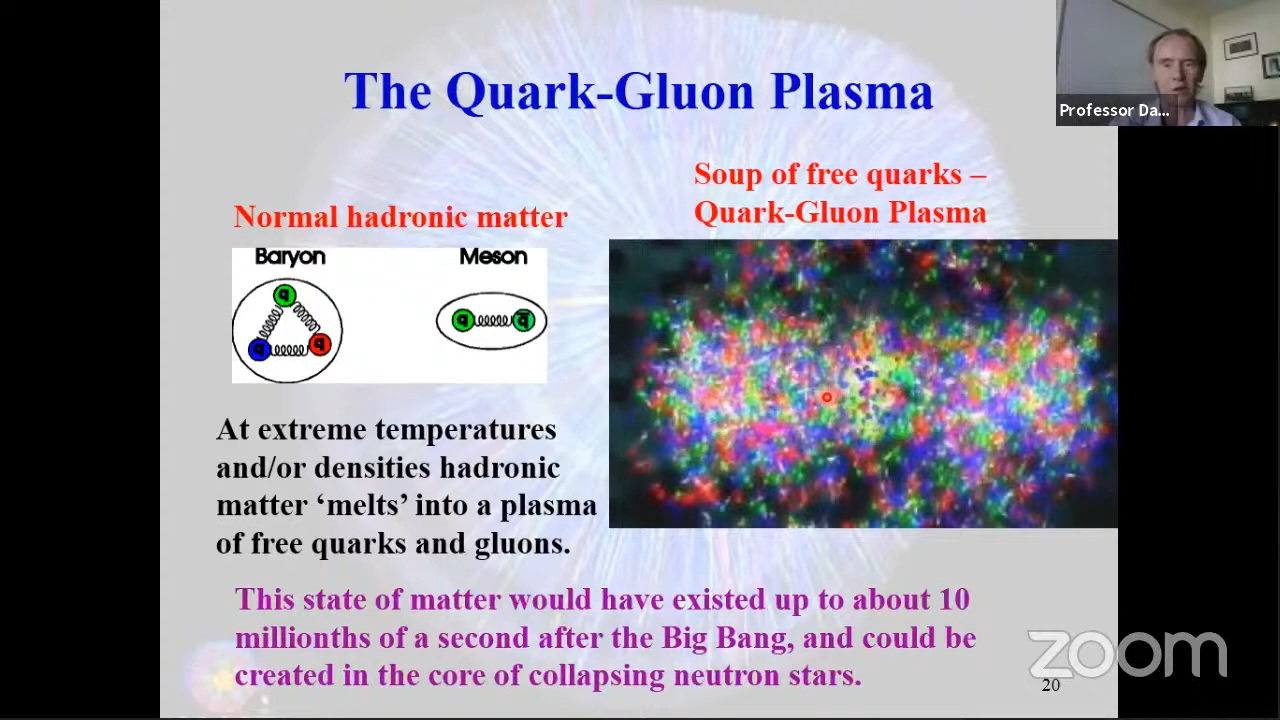 The Quark-Gluon Plasma
Professor Da...
Soup of free quarks –
Quark-Gluon Plasma
Normal hadronic matter
Baryon
Meson
q
q
q
q
q̅
At extreme temperatures
and/or densities hadronic
matter ‘melts’ into a plasma
of free quarks and gluons.
This state of matter would have existed up to about 10
millionths of a second after the Big Bang, and could be
created in the core of collapsing neutron stars.
zoom
20